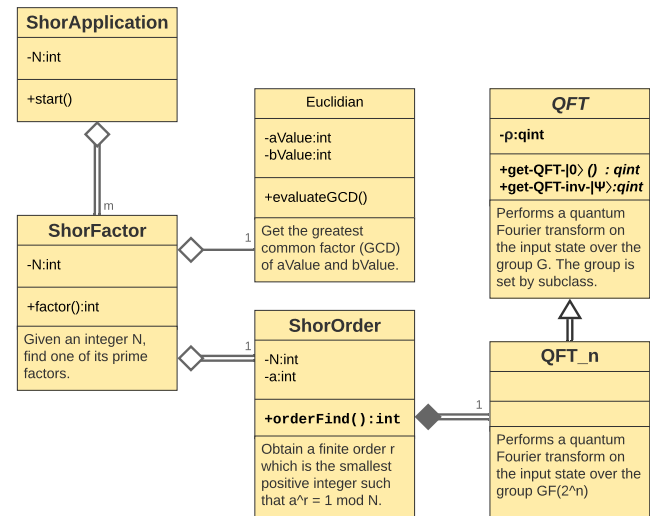 ShorApplication
-N:int
+start()
m
ShorFactor
-N:int
+factor():int
Given an integer N,
find one of its prime
factors.
1
Euclidian
-aValue:int
-bValue:int
+evaluateGCD()
Get the greatest
common factor (GCD)
of aValue and bValue.
1
ShorOrder
-N:int
-a:int
+orderFind():int
Obtain a finite order r
which is the smallest
positive integer such
that a^r = 1 mod N.
QFT
-ρ:qint
+get-QFT-|0⟩() : qint
+get-QFT-inv-|Ψ⟩:qint
Performs a quantum
Fourier transform on
the input state over the
group G. The group is
set by subclass.
1
QFT_n
Performs a quantum
Fourier transform on
the input state over the
group GF(2^n)